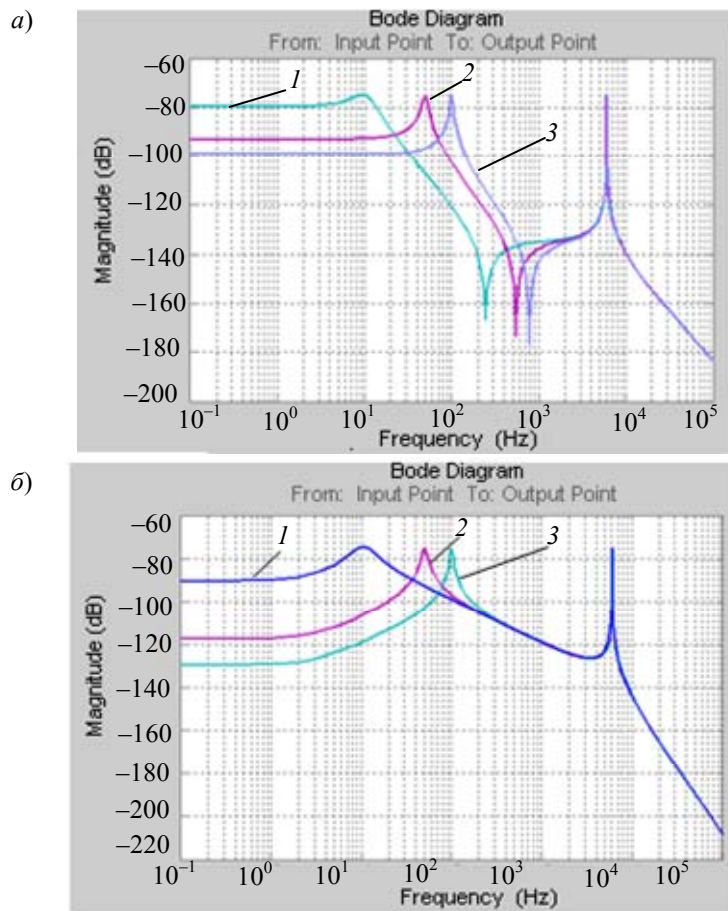 а)
Bode Diagram
From: Input Point To: Output Point
Magnitude (dB)
−60
−80
−100
−120
−140
−160
−180
−200
1
2
3
10⁻¹ 10⁰ 10¹ 10² 10³ 10⁴ 10⁵
Frequency (Hz)
б)
Bode Diagram
From: Input Point To: Output Point
Magnitude (dB)
−60
−80
−100
−120
−140
−160
−180
−200
−220
1
2
3
10⁻¹ 10⁰ 10¹ 10² 10³ 10⁴ 10⁵
Frequency (Hz)